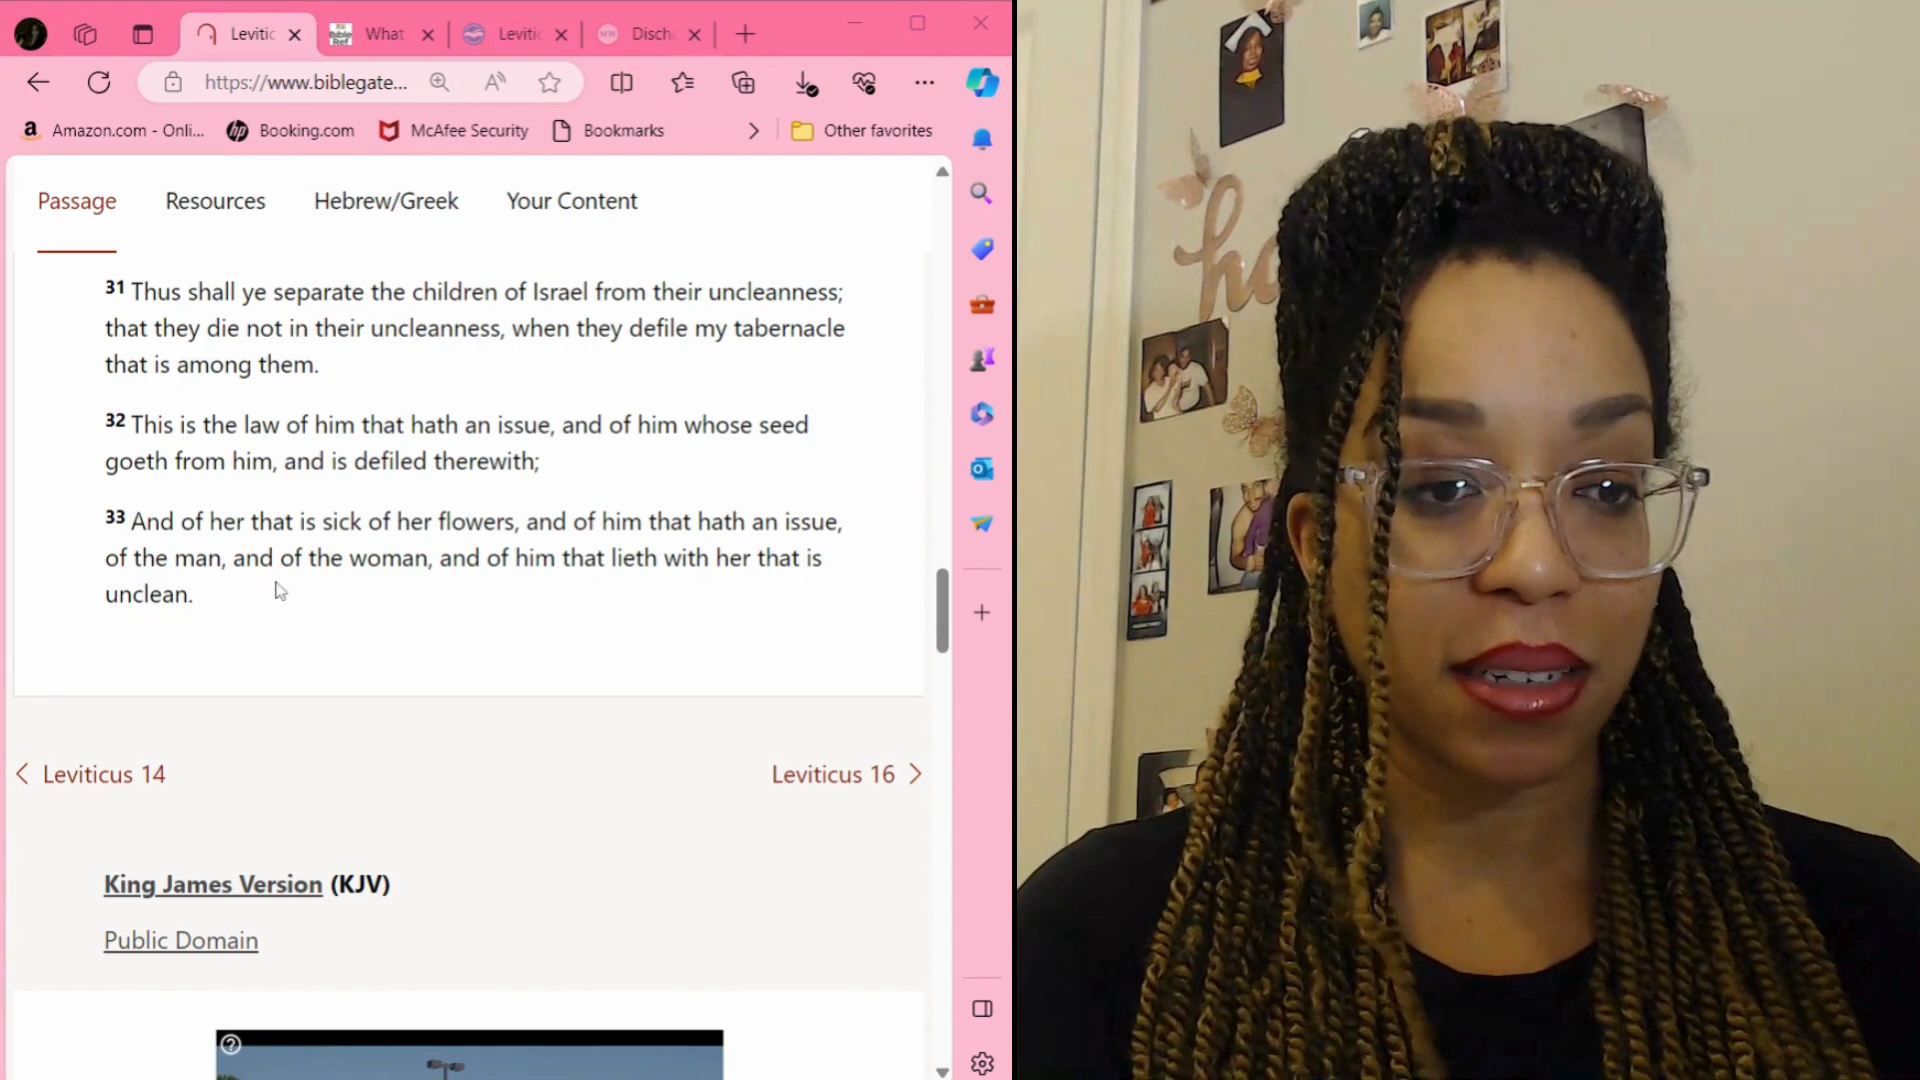 Levitic
What
Levitic
Disch
https://www.biblegate...
Amazon.com - Onli...
Booking.com
McAfee Security
Bookmarks
Other favorites
Passage
Resources
Hebrew/Greek
Your Content
31 Thus shall ye separate the children of Israel from their uncleanness;
that they die not in their uncleanness, when they defile my tabernacle
that is among them.
32 This is the law of him that hath an issue, and of him whose seed
goeth from him, and is defiled therewith;
33 And of her that is sick of her flowers, and of him that hath an issue,
of the man, and of the woman, and of him that lieth with her that is
unclean.
Leviticus 14
Leviticus 16
King James Version (KJV)
Public Domain